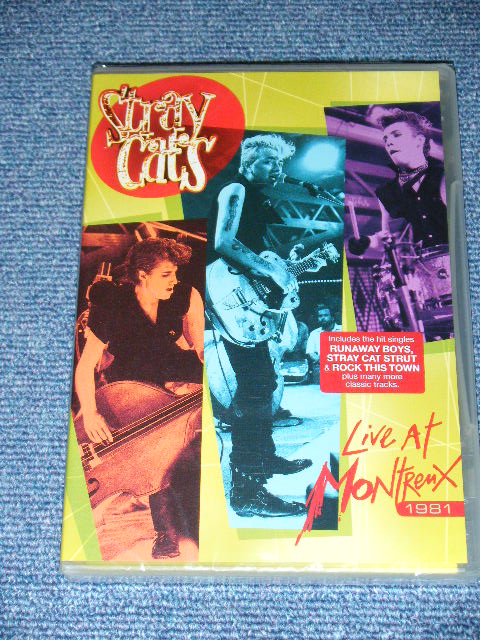 Stray
Cats
Includes the hit singles
RUNAWAY BOYS,
STRAY CAT STRUT
& ROCK THIS TOWN
plus many more
classic tracks.
Live At
Montreux
1981